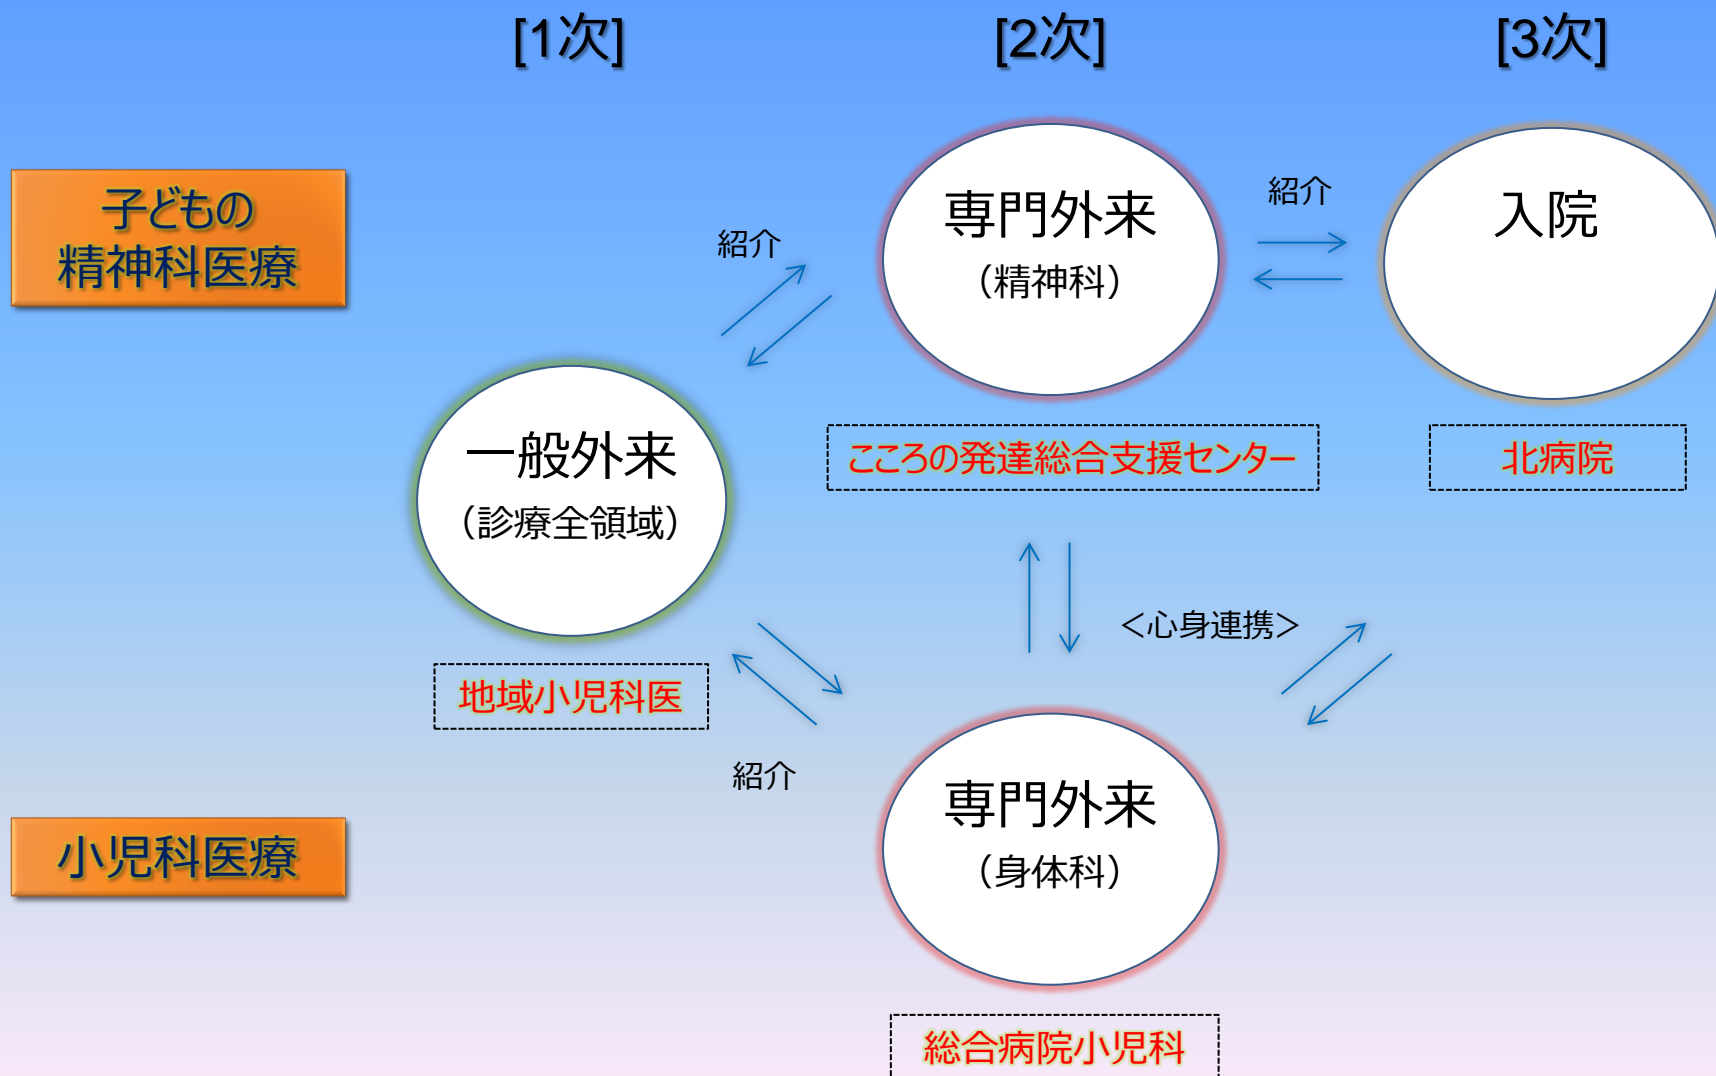 [1次]
[2次]
[3次]
子どもの
精神科医療
紹介
専門外来
（精神科）
紹介
入院
一般外来
（診療全領域）
こころの発達総合支援センター
北病院
＜心身連携＞
地域小児科医
紹介
専門外来
（身体科）
小児科医療
総合病院小児科